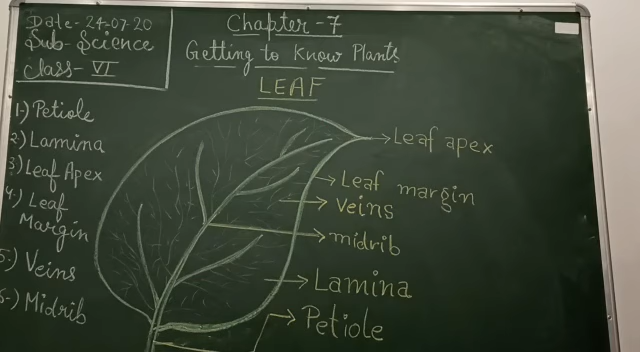 Date- 24-07-20
Sub- Science
Class- VI
Chapter -7
Getting to Know Plants
LEAF
1.) Petiole
2.) Lamina
3) Leaf Apex
4.) Leaf
Margin
5.) Veins
6.) Midrib
Leaf apex
Leaf margin
veins
midrib
Lamina
Petiole